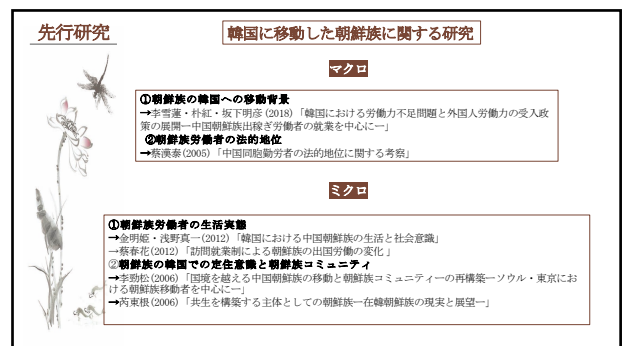 先行研究
韓国に移動した朝鮮族に関する研究
マクロ
①朝鮮族の韓国への移動背景
→李雪蓮・朴紅・坂下明彦(2018)「韓国における労働力不足問題と外国人労働力の受入政
策の展開ー中国朝鮮族出稼ぎ労働者の就業を中心にー」
②朝鮮族労働者の法的地位
→蔡漢泰(2005)「中国同胞勤労者の法的地位に関する考察」
ミクロ
①朝鮮族労働者の生活実態
→金明姫・浅野真一(2012)「韓国における中国朝鮮族の生活と社会意識」
→蔡春花(2012)「訪問就業制による朝鮮族の出国労働の変化」
②朝鮮族の韓国での定住意識と朝鮮族コミュニティ
→李勁松(2006)「国境を越える中国朝鮮族の移動と朝鮮族コミュニティーの再構築ーソウル・東京にお
ける朝鮮族移動者を中心にー」
→芮東根(2006)「共生を構築する主体としての朝鮮族ー在韓朝鮮族の現実と展望ー」